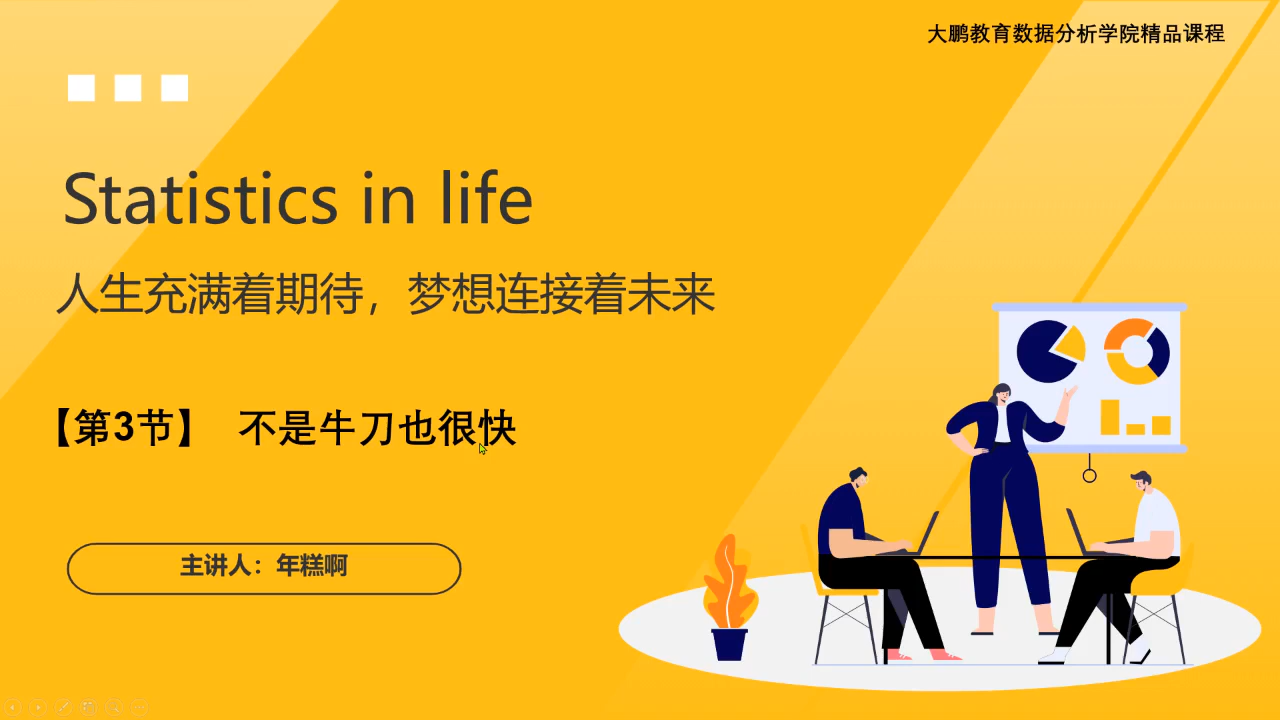 大鹏教育数据分析学院精品课程
Statistics in life
人生充满着期待，梦想连接着未来
【第3节】 不是牛刀也很快
主讲人：年糕啊